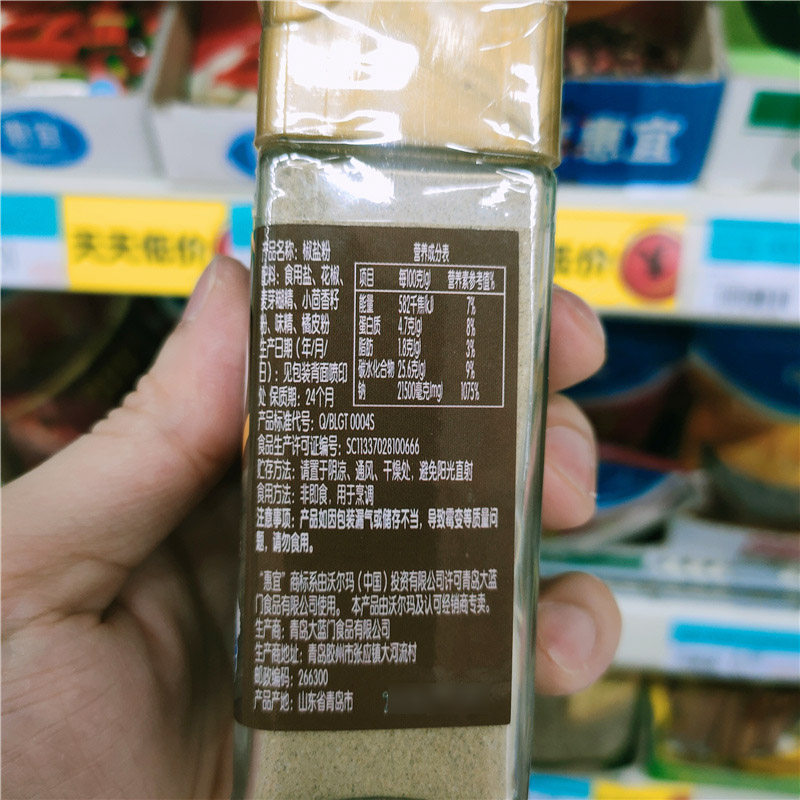 惠宜
惠宜
天天低价
低价
产品名称：椒盐粉
配料：食用盐、花椒、
麦芽糊精、小茴香籽
粉、味精、橘皮粉
生产日期（年/月/
日）：见包装背面喷印
处 保质期：24个月
产品标准代号：Q/BLGT 0004S
食品生产许可证编号：SC11337028100666
贮存方法：请置于阴凉、通风、干燥处，避免阳光直射
食用方法：非即食，用于烹调
注意事项：产品如因包装漏气或储存不当，导致霉变等质量问
题，请勿食用。
营养成分表
项目 每100克(g) 营养素参考值%
能量 582千焦(kJ) 7%
蛋白质 4.7克(g) 8%
脂肪 1.8克(g) 3%
碳水化合物 25.6克(g) 9%
钠 21500毫克(mg) 1075%
“惠宜”商标系由沃尔玛（中国）投资有限公司许可青岛大蓝
门食品有限公司使用。 本产品由沃尔玛及认可经销商专卖。
生产商：青岛大蓝门食品有限公司
生产商地址：青岛胶州市张应镇大河流村
邮政编码：266300
产品产地：山东省青岛市